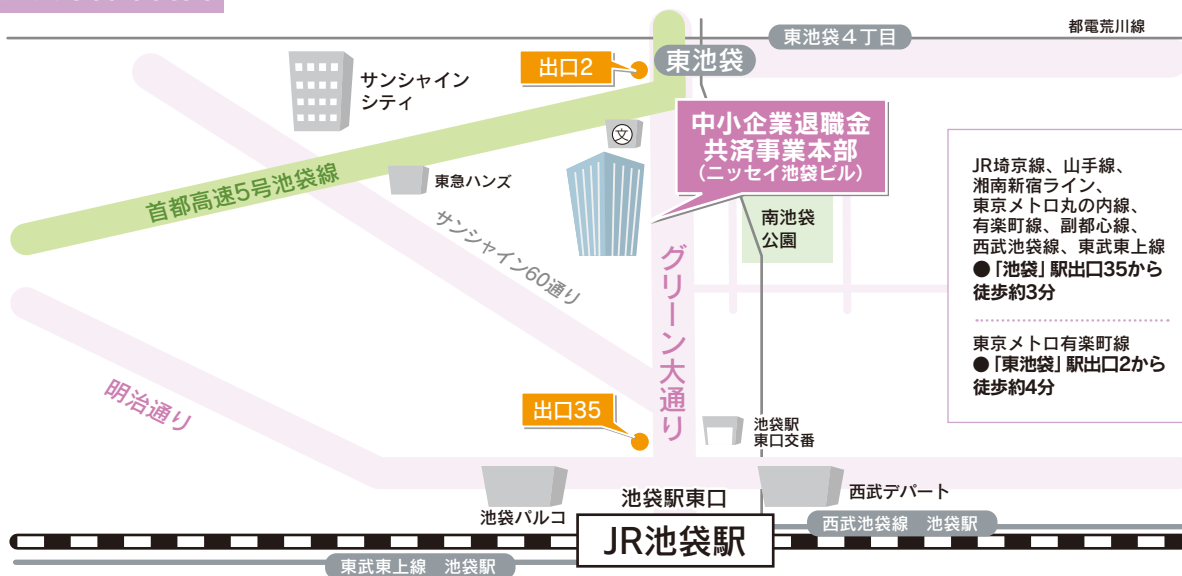 都電荒川線
東池袋4丁目
東池袋
出口2
サンシャイン
シティ
中小企業退職金
共済事業本部
(ニッセイ池袋ビル)
文
東急ハンズ
首都高速5号池袋線
サンシャイン60通り
南池袋
公園
グリーン大通り
JR埼京線、山手線、
湘南新宿ライン、
東京メトロ丸の内線、
有楽町線、副都心線、
西武池袋線、東武東上線
●「池袋」駅出口35から
徒歩約3分
東京メトロ有楽町線
●「東池袋」駅出口2から
徒歩約4分
明治通り
出口35
池袋駅
東口交番
池袋パルコ
池袋駅東口
西武デパート
JR池袋駅
西武池袋線 池袋駅
東武東上線 池袋駅